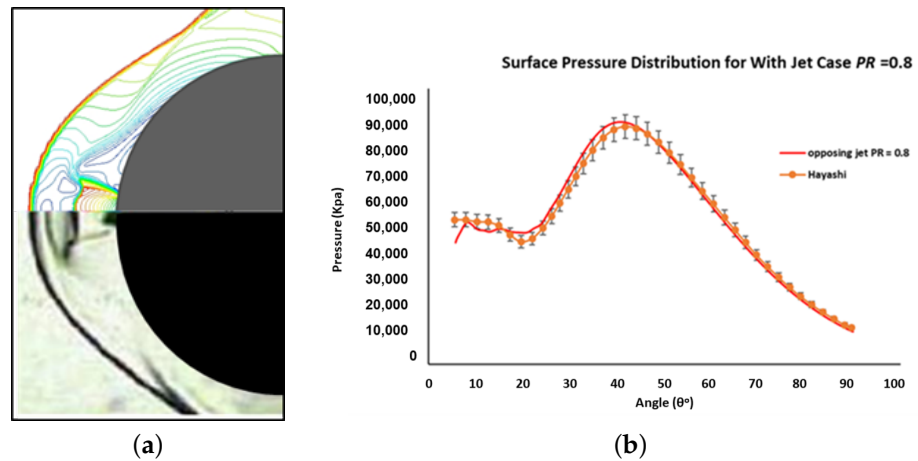 Surface Pressure Distribution for With Jet Case PR =0.8
100,000
90,000
80,000
70,000
60,000
50,000
40,000
30,000
20,000
10,000
0
Pressure (Kpa)
opposing jet PR = 0.8
Hayashi
0 10 20 30 40 50 60 70 80 90 100
Angle (θº)
(a)
(b)